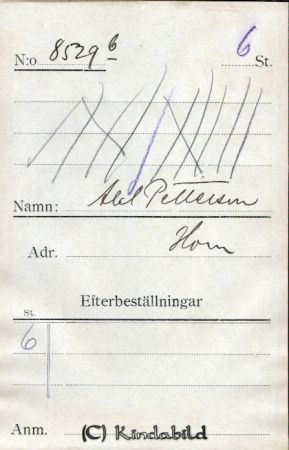 N:o 8529 b 6 St.
Namn: Axel Petterson
Adr. Horn
Efterbeställningar
St.
6
Anm.
(C) Kindabild